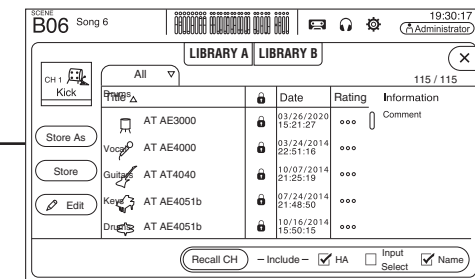 SCENE
B06 Song 6
19:30:17
Administrator
LIBRARY A LIBRARY B
×
All
115 / 115
CH 1
Kick
Title Date Rating Information
Drums AT AE3000 03/26/2020 15:21:27 Comment
Vocal AT AE4000 03/24/2014 22:51:16
Guitars AT AT4040 10/07/2014 21:25:19
Keys AT AE4051b 07/24/2014 21:48:50
Drums AT AE4051b 10/16/2014 15:50:15
Store As
Store
Edit
Recall CH – Include – HA Input Select Name